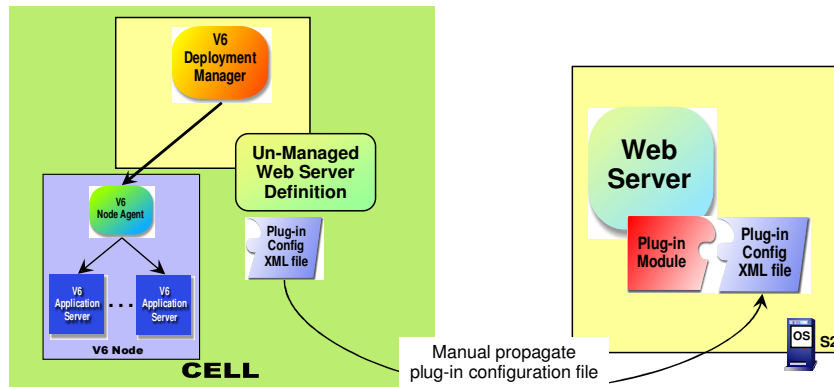 V6
Deployment
Manager
Un-Managed
Web Server
Definition
V6
Node Agent
Plug-in
Config
XML file
V6
Application
Server
. . .
V6
Application
Server
V6 Node
CELL
Web
Server
Plug-in
Module
Plug-in
Config
XML file
OS
S2
Manual propagate
plug-in configuration file